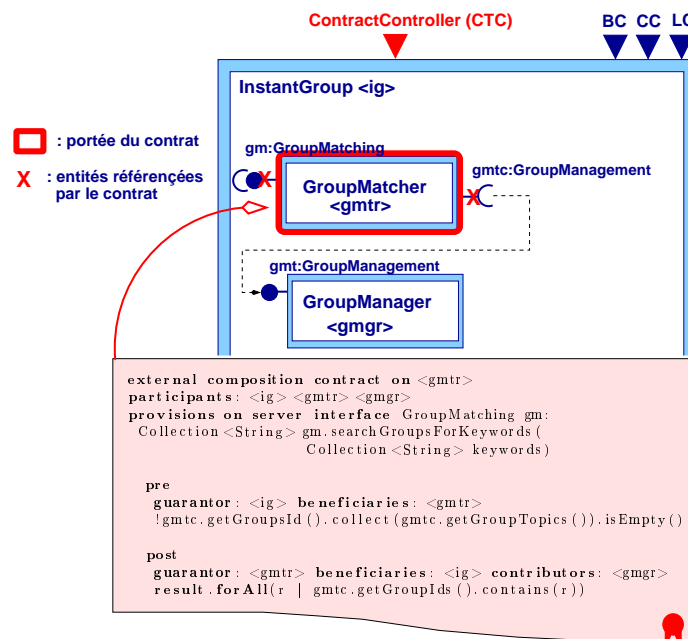 ContractController (CTC)
BC CC LC
InstantGroup <ig>
: portée du contrat
gm:GroupMatching
X : entités référençées
par le contrat
gmtc:GroupManagement
X
GroupMatcher
<gmtr>
X
gmt:GroupManagement
GroupManager
<gmgr>
external composition contract on <gmtr>
participants: <ig> <gmtr> <gmgr>
provisions on server interface GroupMatching gm:
Collection<String> gm.searchGroupsForKeywords(
Collection<String> keywords)
pre
guarantor: <ig> beneficiaries: <gmtr>
!gmtc.getGroupsId().collect(gmtc.getGroupTopics()).isEmpty()
post
guarantor: <gmtr> beneficiaries: <ig> contributors: <gmgr>
result.forAll(r | gmtc.getGroupIds().contains(r))